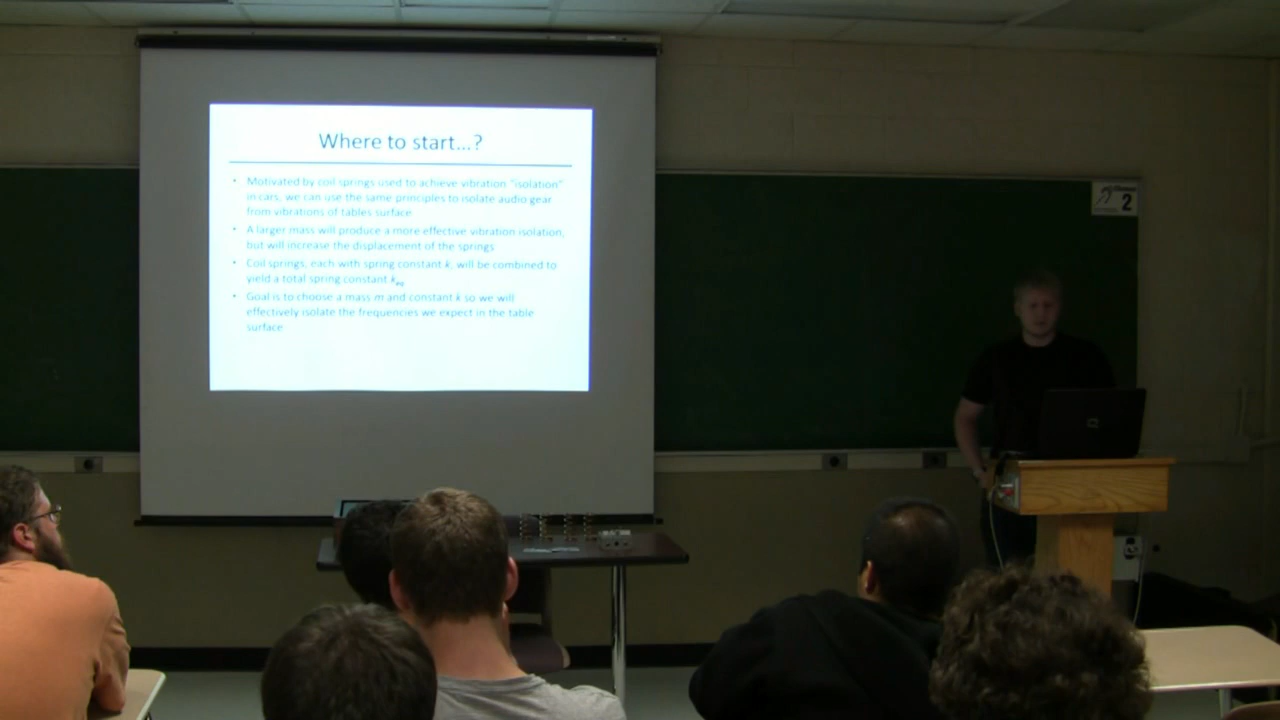 Where to start...?
• Motivated by coil springs used to achieve vibration "isolation"
in cars, we can use the same principles to isolate audio gear
from vibrations of tables surface
• A larger mass will produce a more effective vibration isolation,
but will increase the displacement of the springs
• Coil springs, each with spring constant k, will be combined to
yield a total spring constant keq
• Goal is to choose a mass m and constant k so we will
effectively isolate the frequencies we expect in the table
surface
2